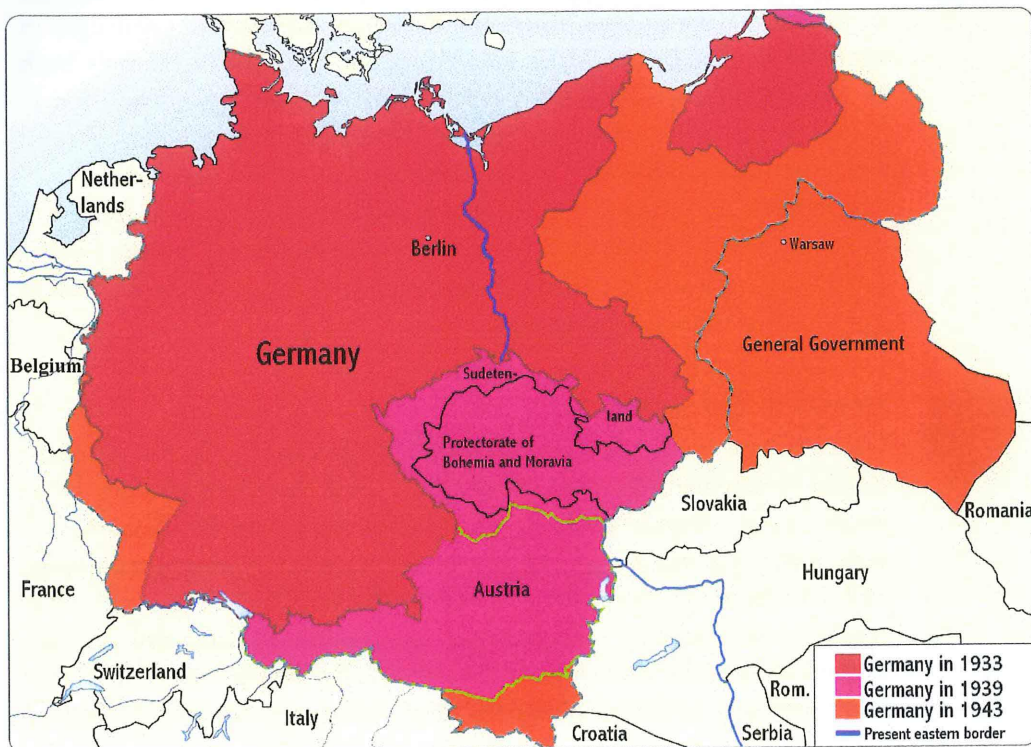 Nether-
lands
Berlin
Warsaw
Belgium
Germany
General Government
Sudeten-
land
Protectorate of
Bohemia and Moravia
Slovakia
Romania
France
Austria
Hungary
Switzerland
Italy
Croatia
Rom.
Serbia
Germany in 1933
Germany in 1939
Germany in 1943
Present eastern border